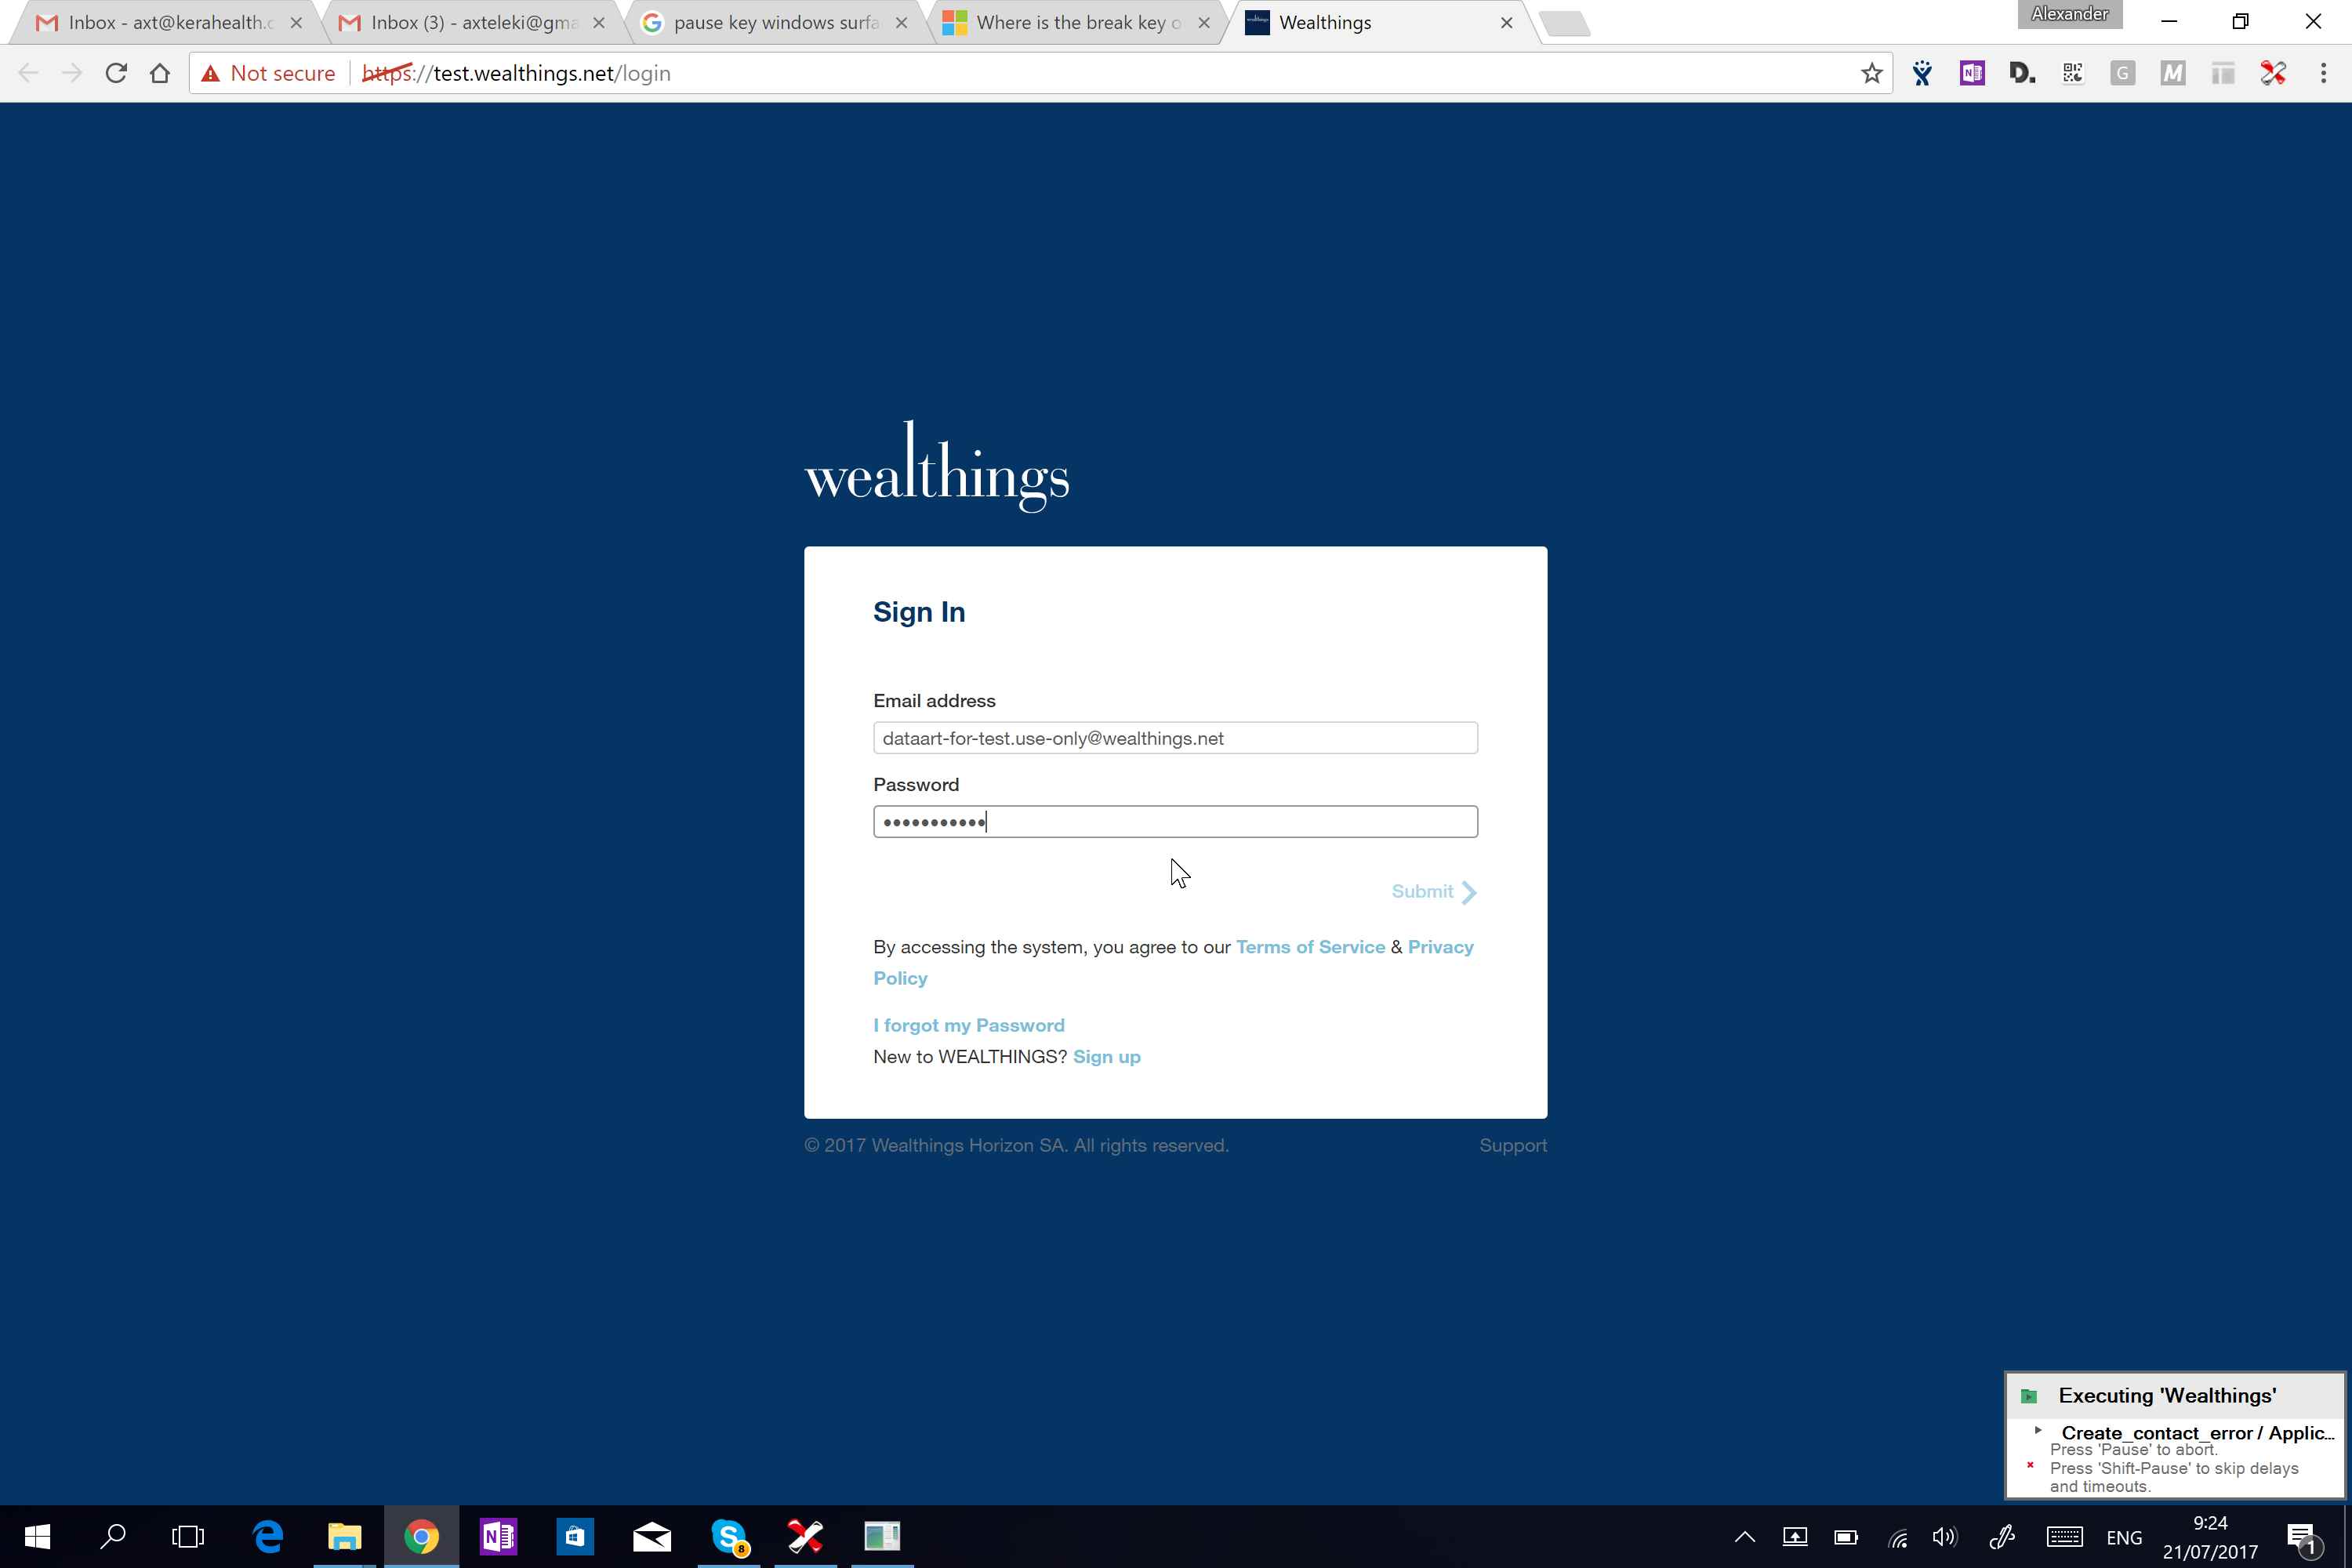 Inbox - axt@kerahealth.c
Inbox (3) - axteleki@gma
pause key windows surfa
Where is the break key o
Wealthings
Alexander
Not secure
https://test.wealthings.net/login
wealthings
Sign In
Email address
dataart-for-test.use-only@wealthings.net
Password
Submit
By accessing the system, you agree to our Terms of Service & Privacy
Policy
I forgot my Password
New to WEALTHINGS? Sign up
© 2017 Wealthings Horizon SA. All rights reserved.
Support
Executing 'Wealthings'
Create_contact_error / Applic...
Press 'Pause' to abort.
Press 'Shift-Pause' to skip delays
and timeouts.
8
ENG
9:24
21/07/2017
1